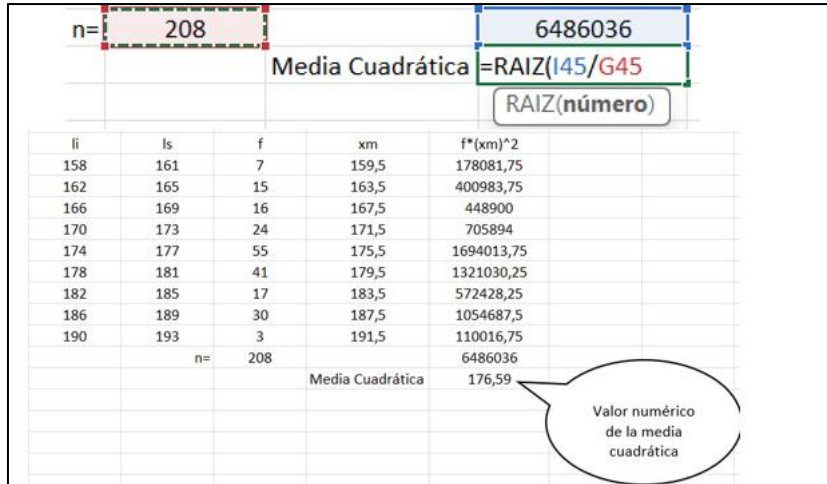 n= 208 6486036
Media Cuadrática =RAIZ(I45/G45
RAIZ(número)
li ls f xm f*(xm)^2
158 161 7 159,5 178081,75
162 165 15 163,5 400983,75
166 169 16 167,5 448900
170 173 24 171,5 705894
174 177 55 175,5 1694013,75
178 181 41 179,5 1321030,25
182 185 17 183,5 572428,25
186 189 30 187,5 1054687,5
190 193 3 191,5 110016,75
n= 208 6486036
Media Cuadrática 176,59
Valor numérico
de la media
cuadrática